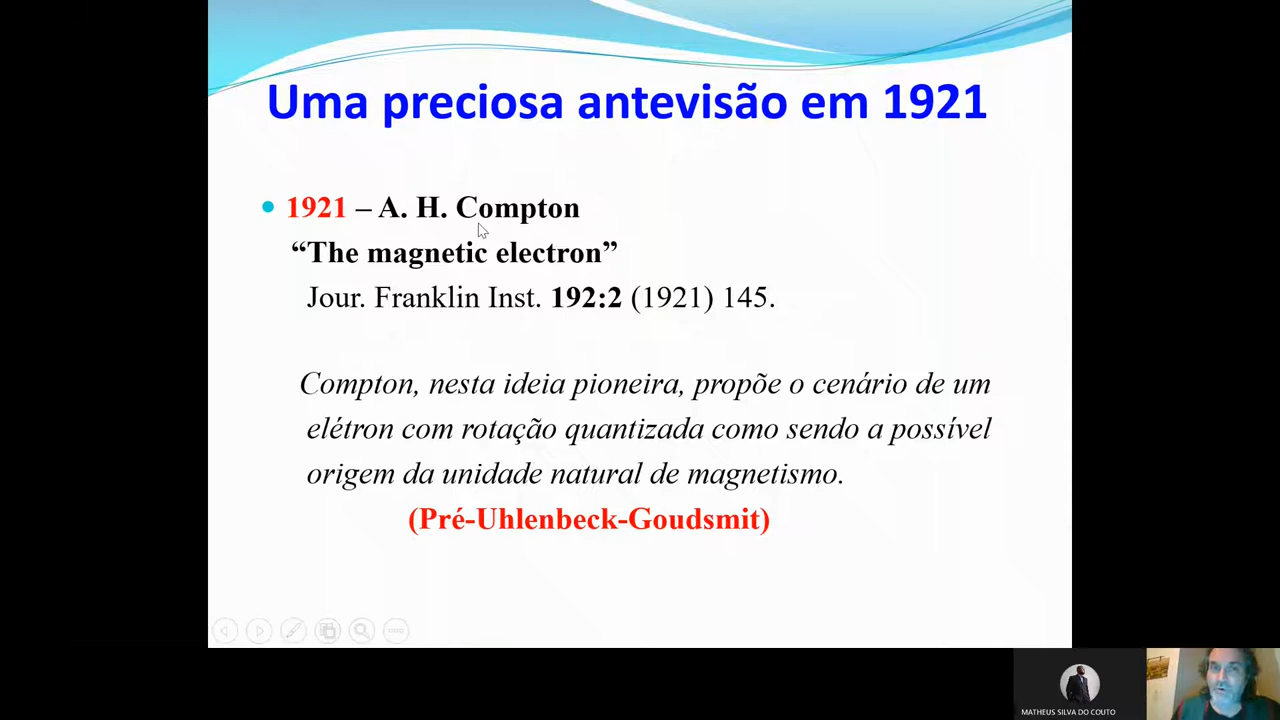 Uma preciosa antevisão em 1921
1921 – A. H. Compton
“The magnetic electron”
Jour. Franklin Inst. 192:2 (1921) 145.
Compton, nesta ideia pioneira, propõe o cenário de um
elétron com rotação quantizada como sendo a possível
origem da unidade natural de magnetismo.
(Pré-Uhlenbeck-Goudsmit)
MATHEUS SILVA DO COUTO